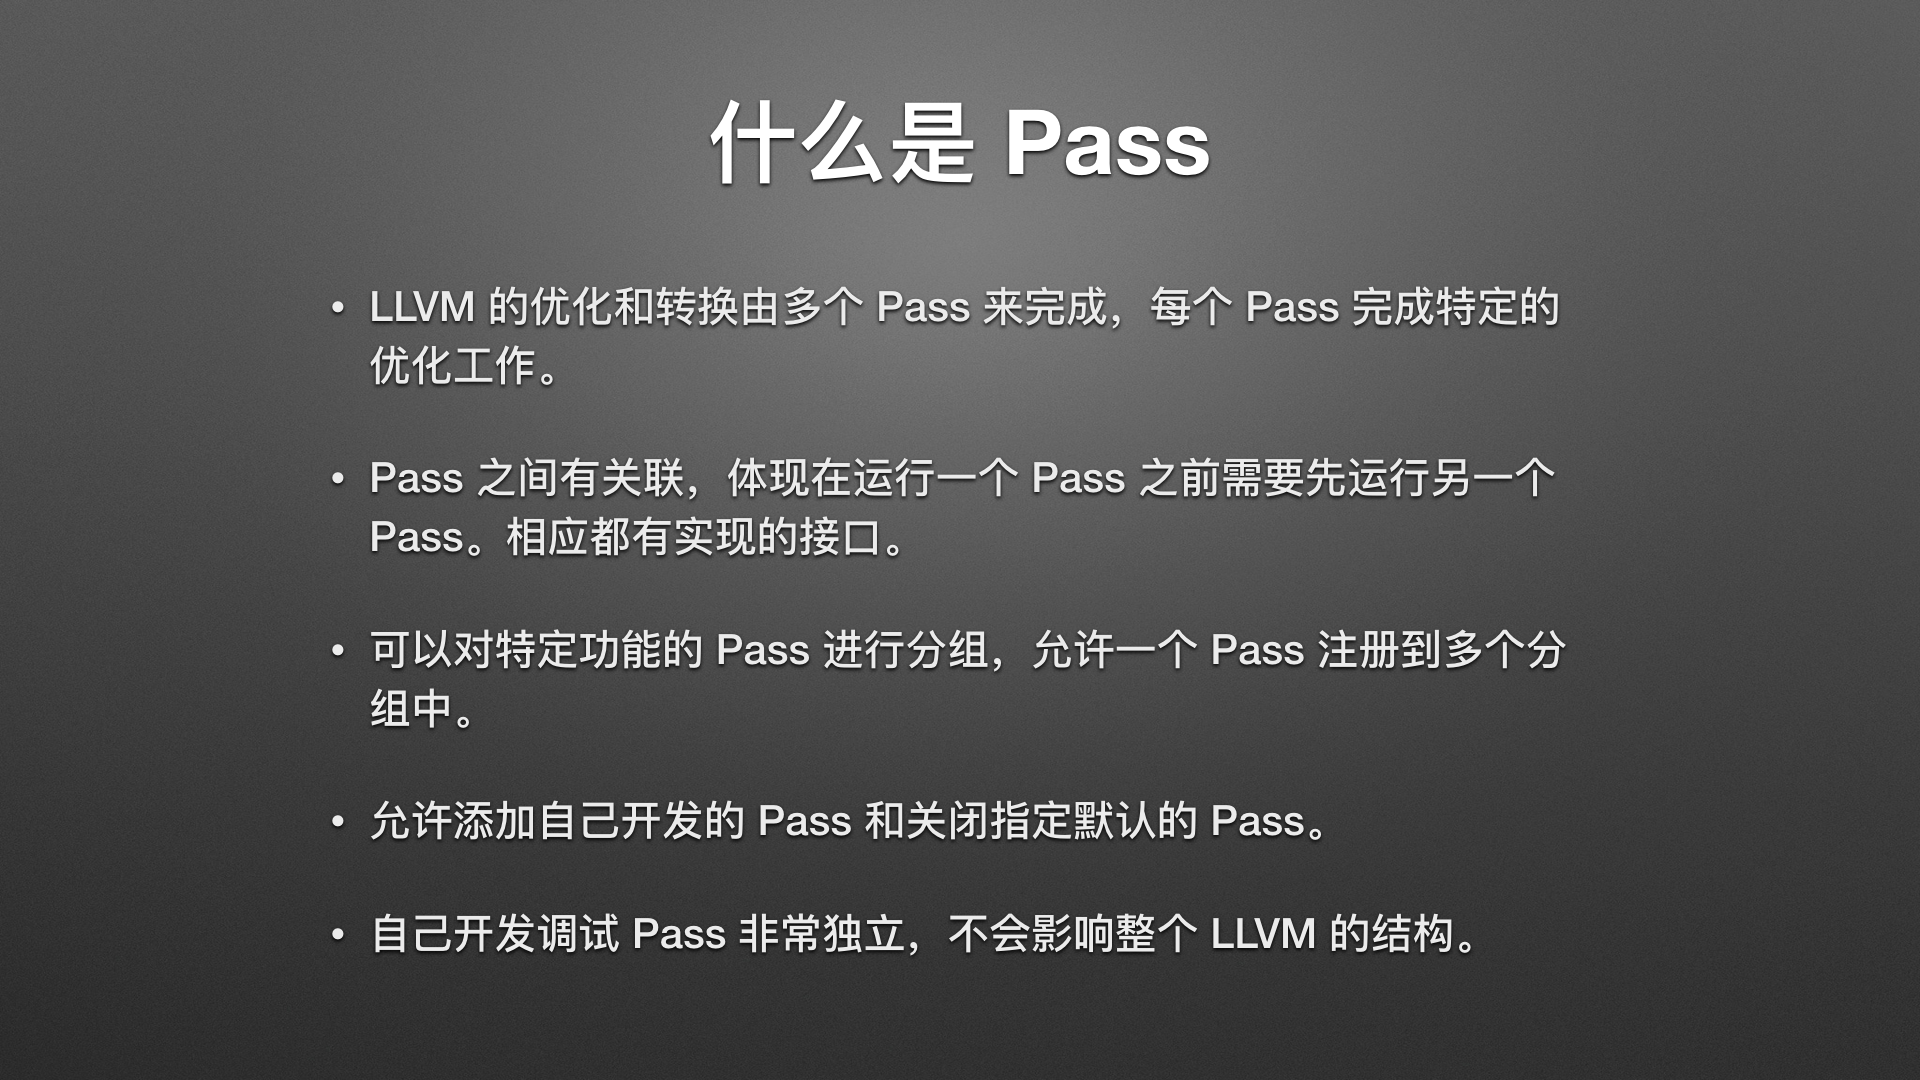 什么是 Pass
• LLVM 的优化和转换由多个 Pass 来完成，每个 Pass 完成特定的
优化工作。
• Pass 之间有关联，体现在运行一个 Pass 之前需要先运行另一个
Pass。相应都有实现的接口。
• 可以对特定功能的 Pass 进行分组，允许一个 Pass 注册到多个分
组中。
• 允许添加自己开发的 Pass 和关闭指定默认的 Pass。
• 自己开发调试 Pass 非常独立，不会影响整个 LLVM 的结构。